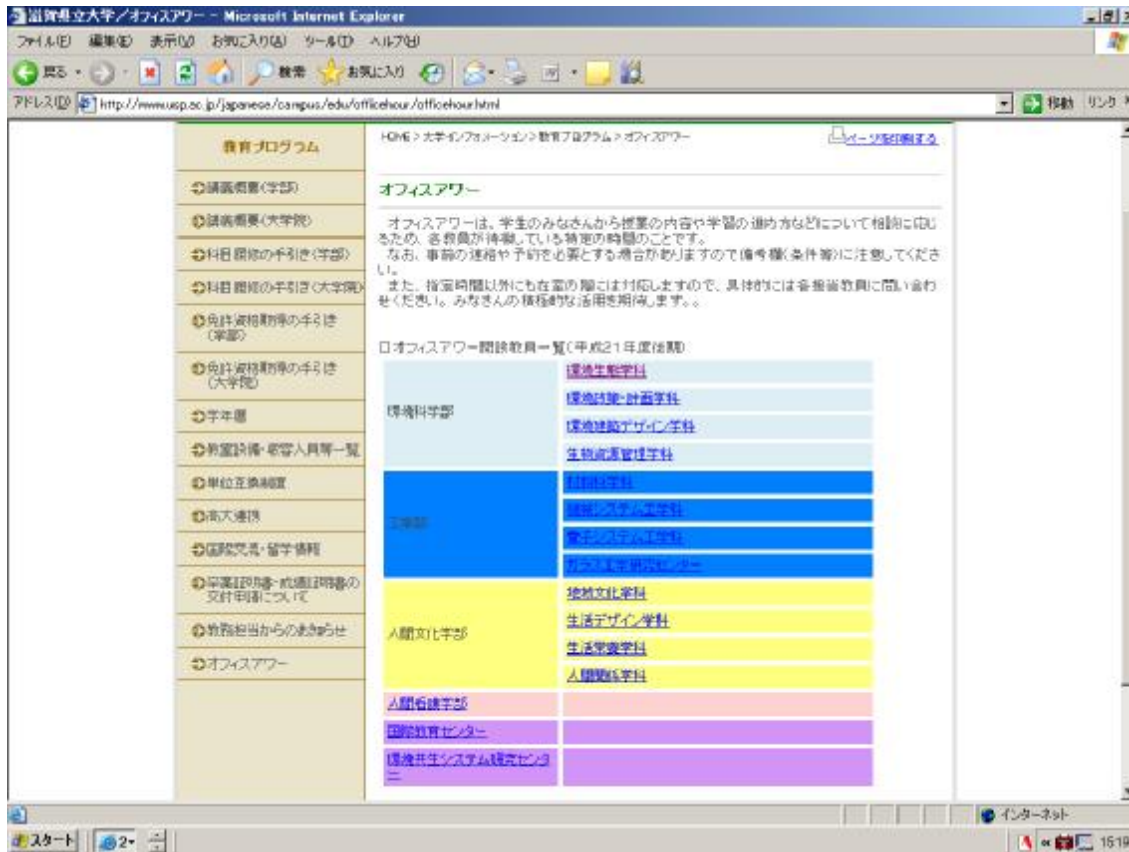 滋賀県立大学/オフィスアワー - Microsoft Internet Explorer
ファイル(F) 編集(E) 表示(V) お気に入り(A) ツール(T) ヘルプ(H)
戻る 検索 お気に入り
アドレス(D) http://www.usp.ac.jp/japanese/campus/edu/officehour/officehour.html 移動 リンク
教育プログラム
講義概要(学部)
講義概要(大学院)
科目履修の手引き(学部)
科目履修の手引き(大学院)
免許資格取得の手引き
(学部)
免許資格取得の手引き
(大学院)
学年暦
教室設備・収容人員等一覧
単位互換制度
高大連携
国際交流・留学情報
卒業証明書・成績証明書の
交付申請について
教務担当からのお知らせ
オフィスアワー
HOME > 大学インフォメーション > 教育プログラム > オフィスアワー
ページを印刷する
オフィスアワー
オフィスアワーは、学生のみなさんから授業の内容や学習の進め方などについて相談に応じ
るため、各教員が待機している特定の時間のことです。
なお、事前の連絡や予約を必要とする場合がありますので備考欄(条件等)に注意してくださ
い。
また、指定時間以外にも在室の際には対応しますので、具体的には各担当教員に問い合わ
せください。みなさんの積極的な活用を期待します。。
□オフィスアワー開設教員一覧(平成21年度後期)
環境科学部
環境生態学科
環境政策・計画学科
環境建築デザイン学科
生物資源管理学科
工学部
材料科学科
機械システム工学科
電子システム工学科
ガラス工学研究センター
人間文化学部
地域文化学科
生活デザイン学科
生活栄養学科
人間関係学科
人間看護学部
国際教育センター
環境共生システム研究センタ
ー
インターネット
スタート 2 15:19